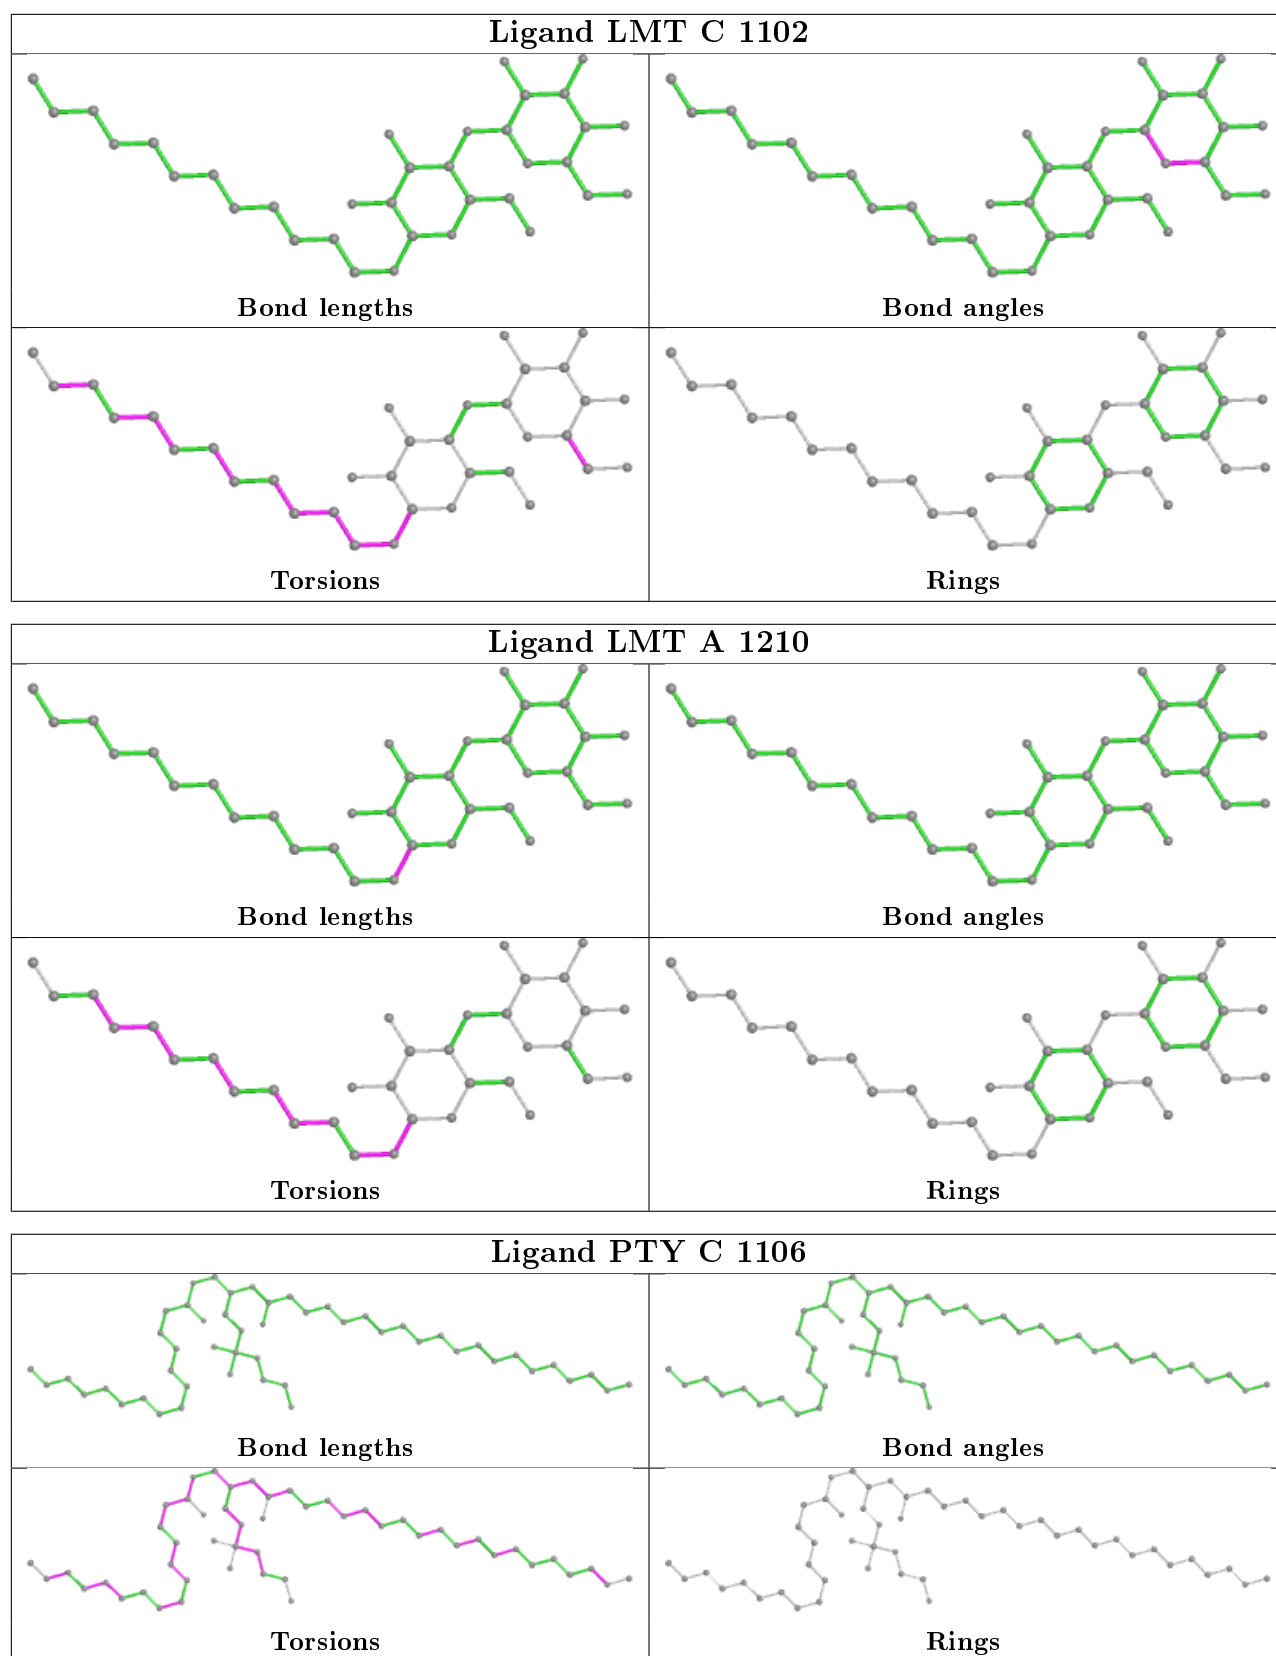 Ligand LMT C 1102
Bond lengths
Bond angles
Torsions
Rings
Ligand LMT A 1210
Bond lengths
Bond angles
Torsions
Rings
Ligand PTY C 1106
Bond lengths
Bond angles
Torsions
Rings